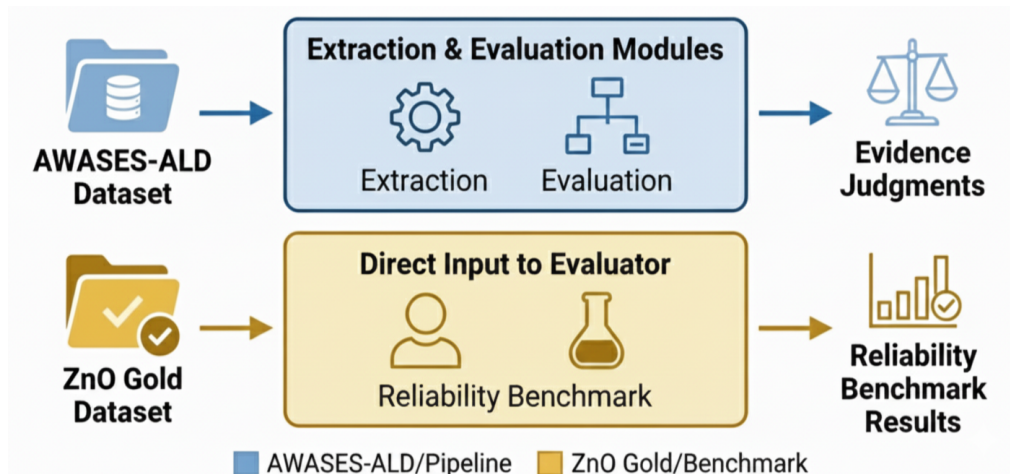 Extraction & Evaluation Modules
AWASES-ALD
Dataset
Extraction
Evaluation
Evidence
Judgments
Direct Input to Evaluator
ZnO Gold
Dataset
Reliability Benchmark
Reliability
Benchmark
Results
AWASES-ALD/Pipeline
ZnO Gold/Benchmark